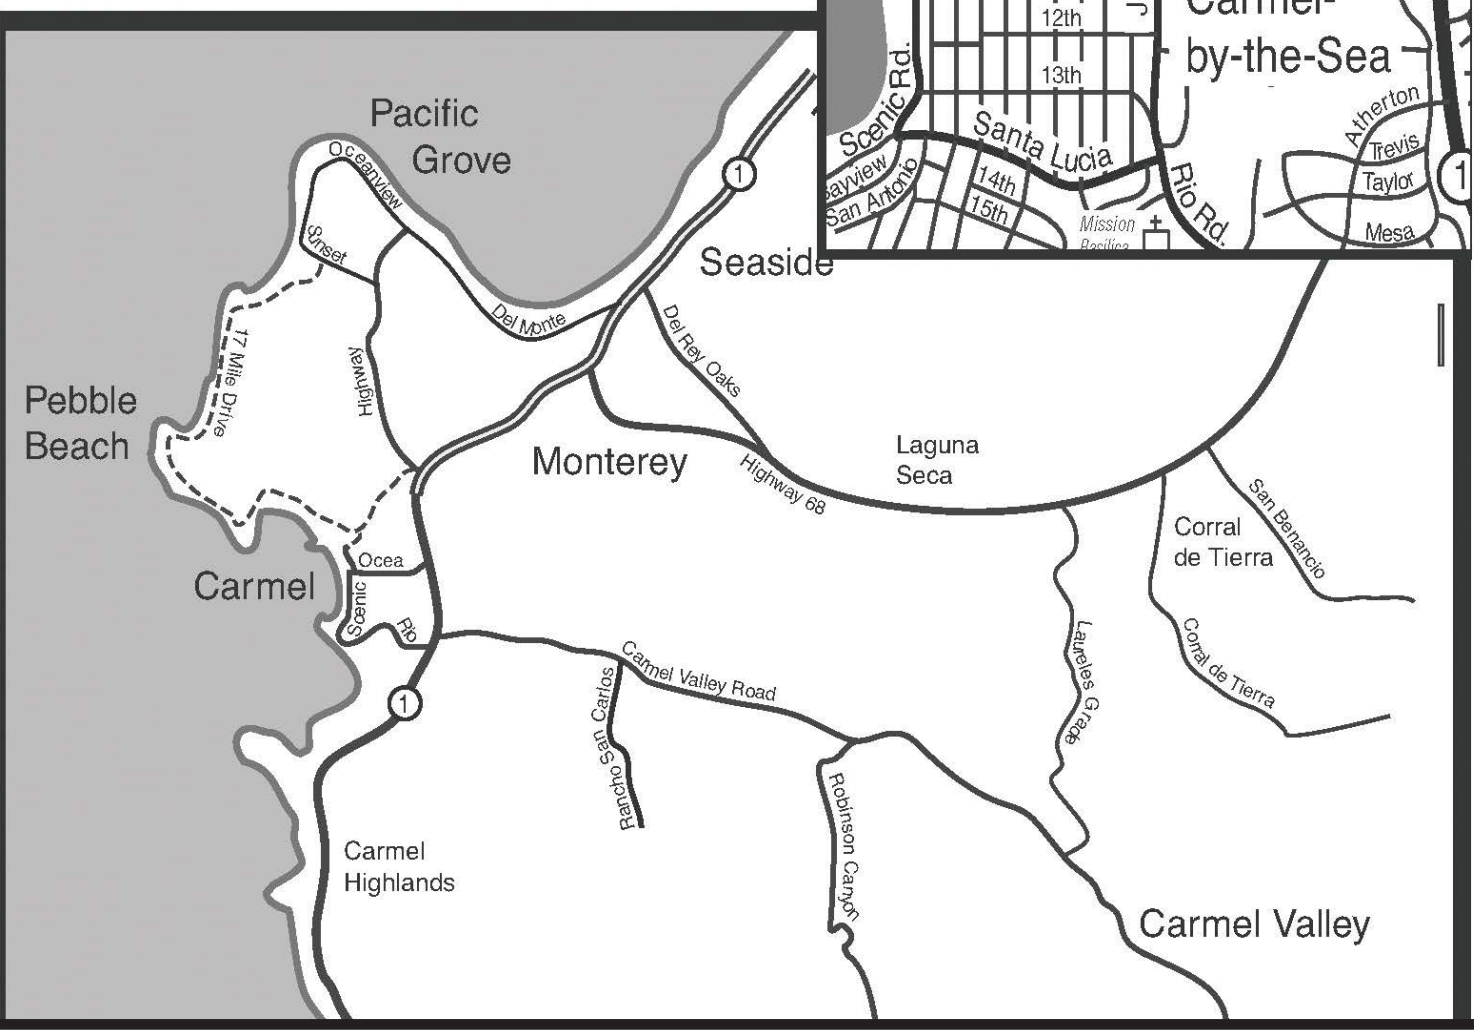 12th
J
Carmel-
by-the-Sea
Scenic Rd.
13th
Atherton
Santa Lucia
Trevis
1
Taylor
14th
15th
San Antonio
Rio Rd.
Mission
Basilica
Mesa
Pacific
Grove
Oceanview
1
Sunset
Seaside
Del Monte
Del Rey Oaks
17 Mile Drive
Highway
Pebble
Beach
Monterey
Highway 68
Laguna
Seca
San Benancio
Corral
de Tierra
Ocea
Carmel
Scenic
Rio
Carmel Valley Road
Laureles Grade
Corral de Tierra
1
Rancho San Carlos
Robinson Canyon
Carmel
Highlands
Carmel Valley